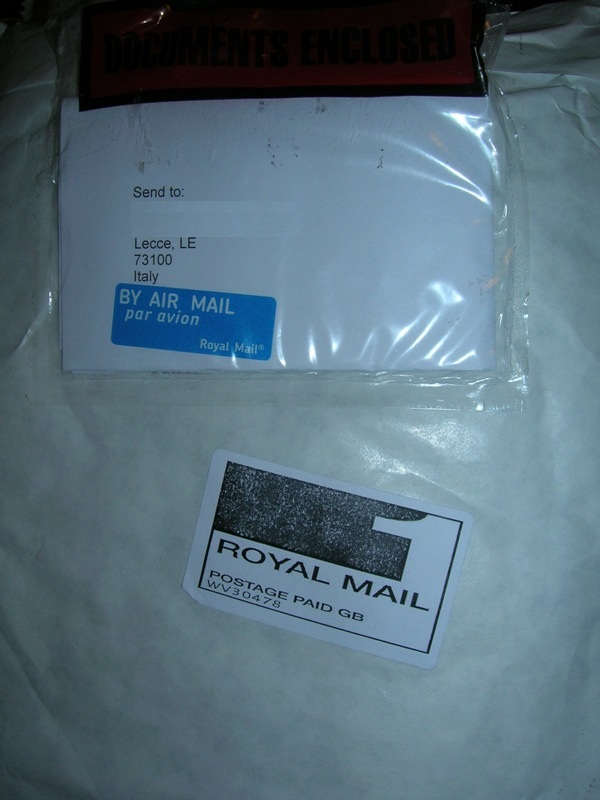 DOCUMENTS ENCLOSED
Send to:
Lecce, LE
73100
Italy
BY AIR MAIL
par avion
Royal Mail®
1
ROYAL MAIL
POSTAGE PAID GB
WV30478